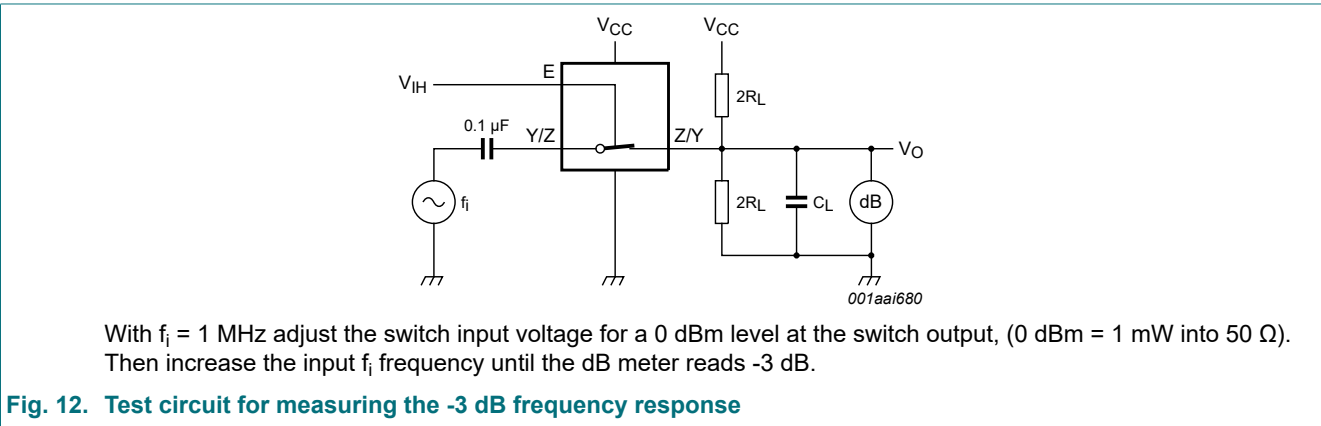 VCC VCC
E
VIH
2RL
0.1 µF
Y/Z
Z/Y
VO
fi
2RL
CL
dB
001aai680
With fi = 1 MHz adjust the switch input voltage for a 0 dBm level at the switch output, (0 dBm = 1 mW into 50 Ω).
Then increase the input fi frequency until the dB meter reads -3 dB.
Fig. 12. Test circuit for measuring the -3 dB frequency response